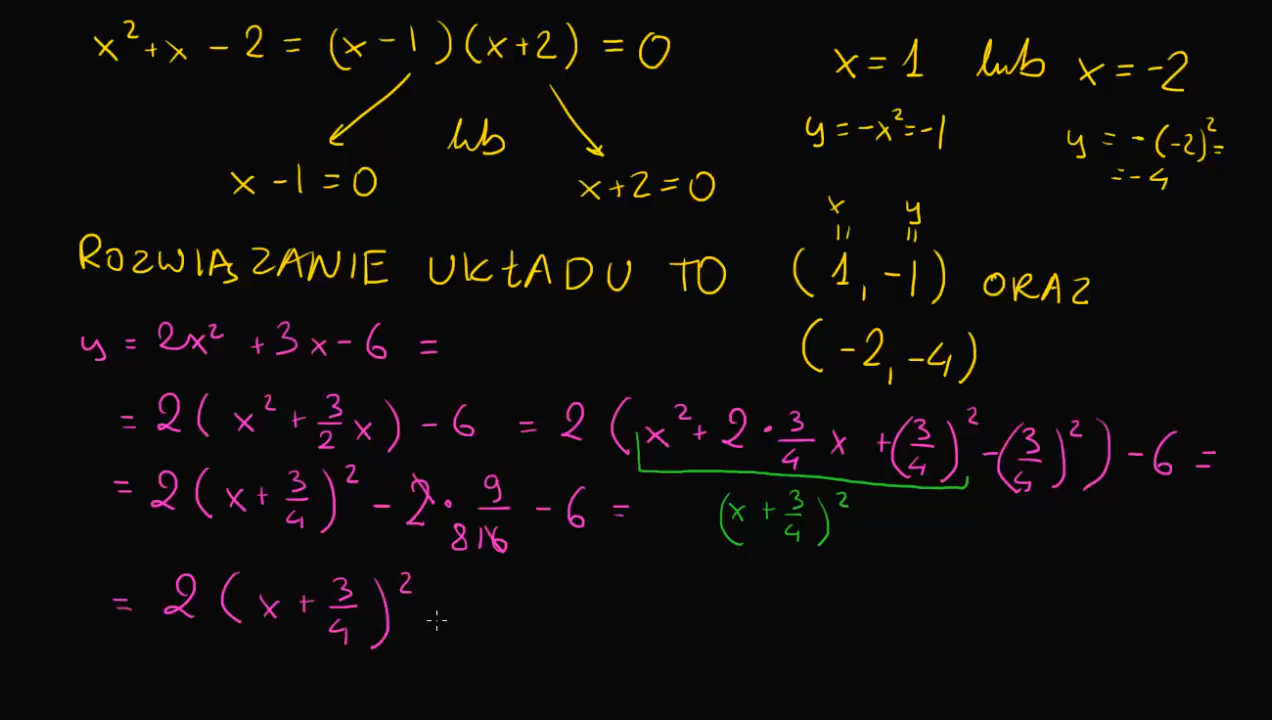 x² + x - 2 = (x - 1)(x + 2) = 0
x = 1 lub x = -2
y = -x² = -1
y = -(-2)² =
= -4
lub
x - 1 = 0
x + 2 = 0
x y
= =
ROZWIĄZANIE UKŁADU TO (1, -1) ORAZ
(-2, -4)
y = 2x² + 3x - 6 =
= 2(x² + 3/2 x) - 6 = 2(x² + 2 · 3/4 x + (3/4)² - (3/4)²) - 6 =
= 2(x + 3/4)² - 2 · 9/8 16 - 6 =
(x + 3/4)²
= 2(x + 3/4)²